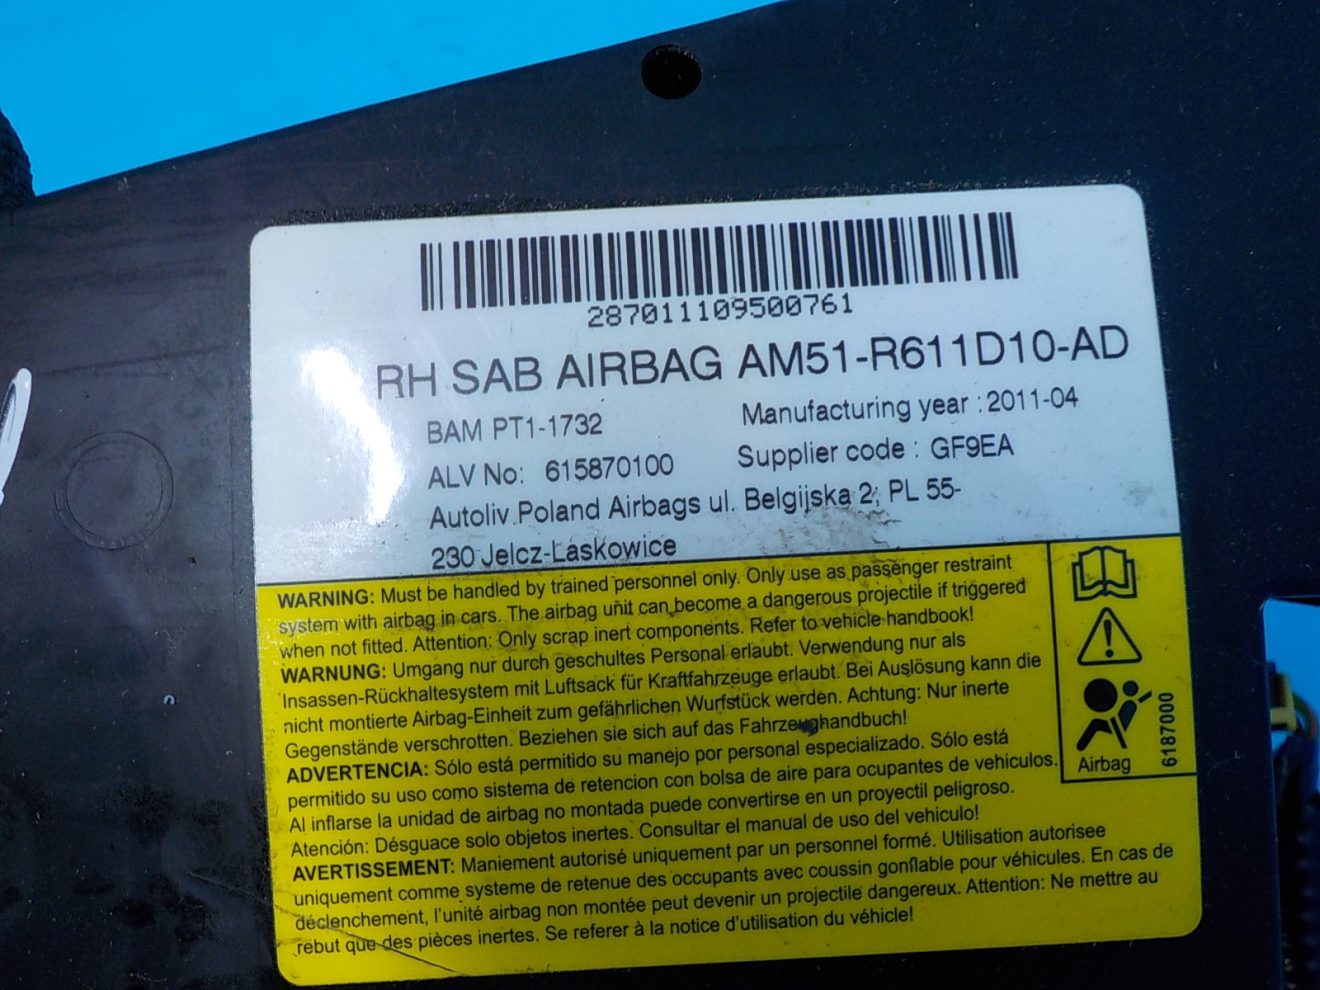 287011109500761
RH SAB AIRBAG AM51-R611D10-AD
BAM PT1-1732
Manufacturing year : 2011-04
ALV No: 615870100
Supplier code : GF9EA
Autoliv Poland Airbags ul. Belgijska 2; PL 55-
230 Jelcz-Laskowice
WARNING: Must be handled by trained personnel only. Only use as passenger restraint
system with airbag in cars. The airbag unit can become a dangerous projectile if triggered
when not fitted. Attention: Only scrap inert components. Refer to vehicle handbook!
WARNUNG: Umgang nur durch geschultes Personal erlaubt. Verwendung nur als
Insassen-Rückhaltesystem mit Luftsack für Kraftfahrzeuge erlaubt. Bei Auslösung kann die
nicht montierte Airbag-Einheit zum gefährlichen Wurfstück werden. Achtung: Nur inerte
Gegenstände verschrotten. Beziehen sie sich auf das Fahrzeughandbuch!
ADVERTENCIA: Sólo está permitido su manejo por personal especializado. Sólo está
permitido su uso como sistema de retencion con bolsa de aire para ocupantes de vehiculos.
Al inflarse la unidad de airbag no montada puede convertirse en un proyectil peligroso.
Atención: Désguace solo objetos inertes. Consultar el manual de uso del vehiculo!
AVERTISSEMENT: Maniement autorisé uniquement par un personnel formé. Utilisation autorisee
uniquement comme systeme de retenue des occupants avec coussin gonflable pour véhicules. En cas de
déclenchement, l'unité airbag non montée peut devenir un projectile dangereux. Attention: Ne mettre au
rebut que des pièces inertes. Se referer à la notice d'utilisation du véhicle!
Airbag
6187000